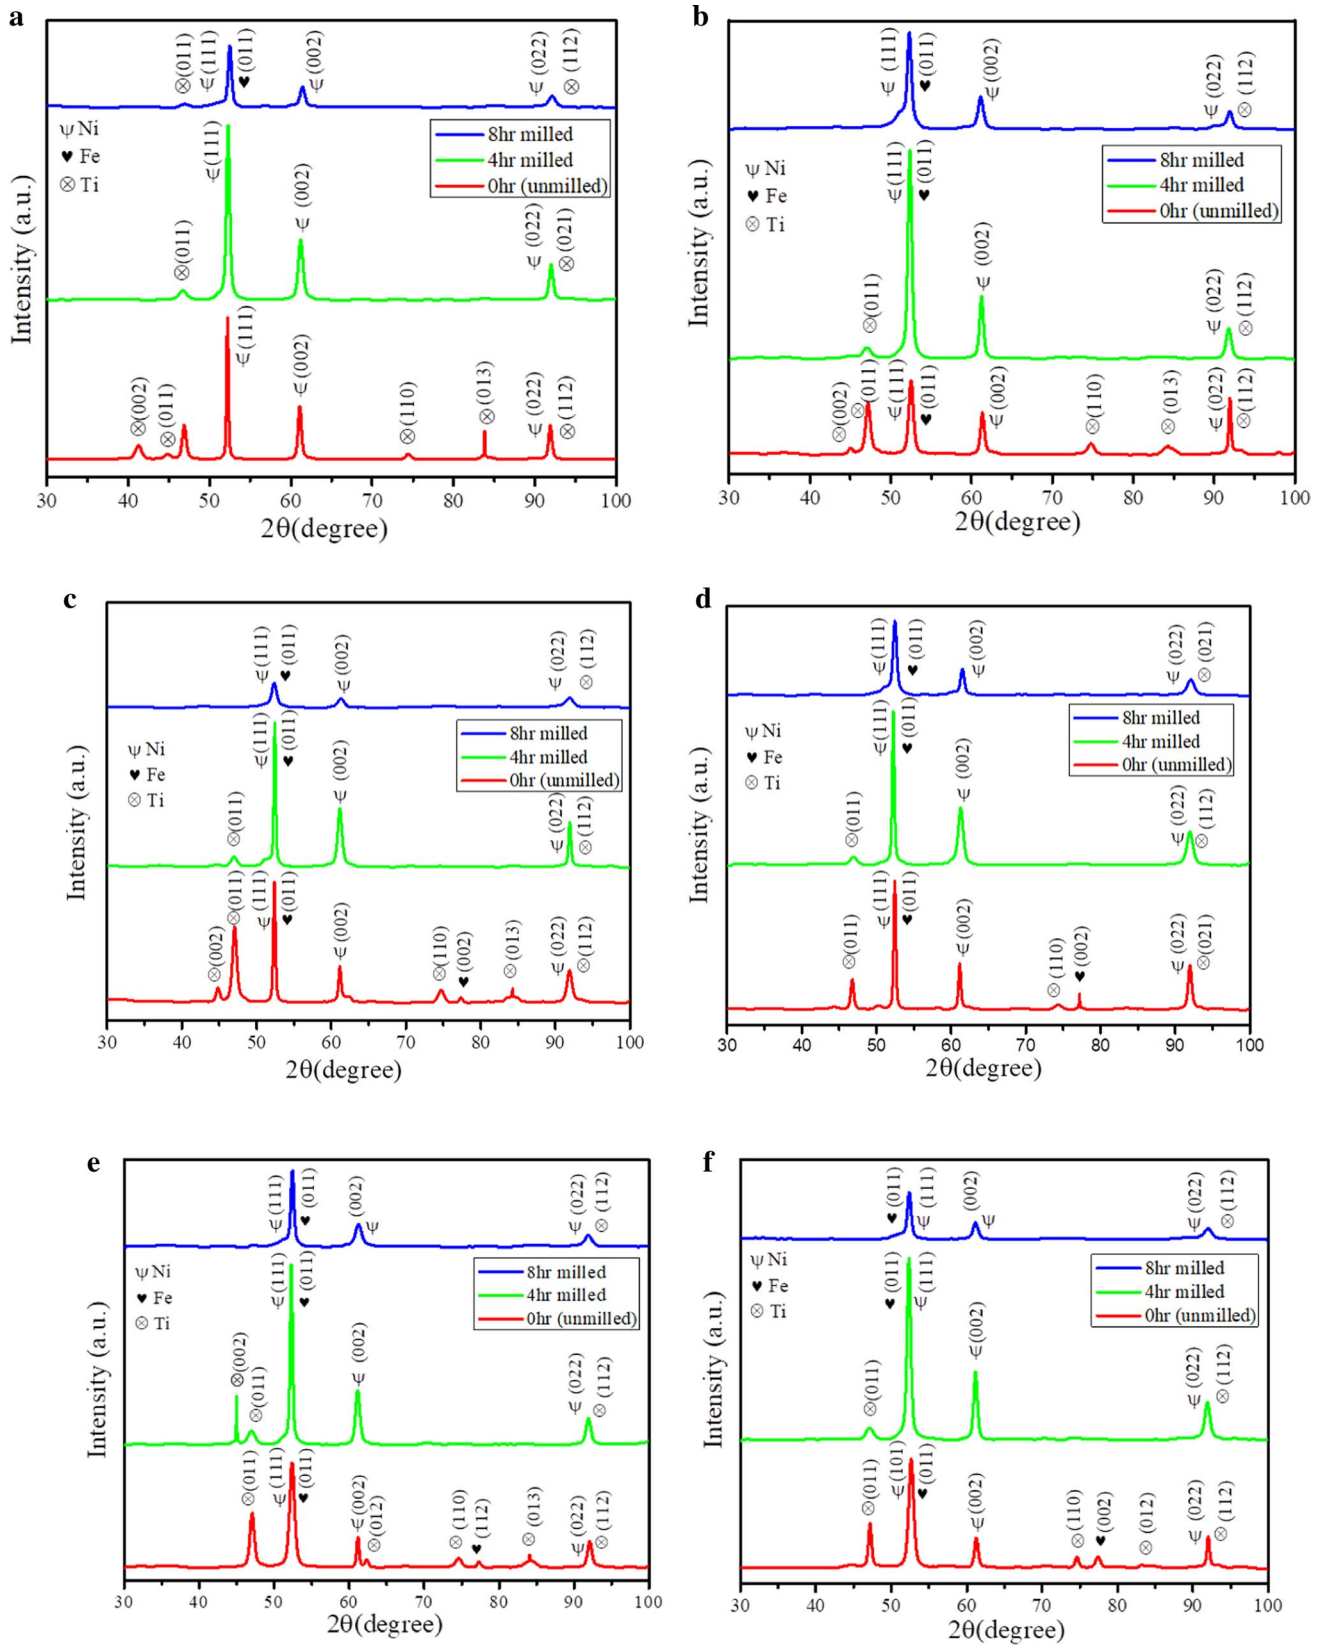 a
⊗(011) Ψ(111) ♥(011) Ψ(002) Ψ(022) ⊗(112)
Ψ Ni
♥ Fe
⊗ Ti
8hr milled
4hr milled
0hr (unmilled)
⊗(011) Ψ(111) Ψ(002) Ψ(022) ⊗(021)
⊗(002) ⊗(011) Ψ(111) Ψ(002) ⊗(110) ⊗(013) Ψ(022) ⊗(112)
Intensity (a.u.)
30 40 50 60 70 80 90 100
2θ(degree)
b
Ψ(111) ♥(011) Ψ(002) Ψ(022) ⊗(112)
Ψ Ni
♥ Fe
⊗ Ti
8hr milled
4hr milled
0hr (unmilled)
⊗(011) Ψ(111) ♥(011) Ψ(002) Ψ(022) ⊗(112)
⊗(002) ⊗(011) Ψ(111) ♥(011) Ψ(002) ⊗(110) ⊗(013) Ψ(022) ⊗(112)
Intensity (a.u.)
30 40 50 60 70 80 90 100
2θ(degree)
c
Ψ(111) ♥(011) Ψ(002) Ψ(022) ⊗(112)
Ψ Ni
♥ Fe
⊗ Ti
8hr milled
4hr milled
0hr (unmilled)
⊗(011) Ψ(111) ♥(011) Ψ(002) Ψ(022) ⊗(112)
⊗(002) ⊗(011) Ψ(111) ♥(011) Ψ(002) ⊗(110) ♥(002) ⊗(013) Ψ(022) ⊗(112)
Intensity (a.u.)
30 40 50 60 70 80 90 100
2θ(degree)
d
Ψ(111) ♥(011) Ψ(002) Ψ(022) ⊗(021)
Ψ Ni
♥ Fe
⊗ Ti
8hr milled
4hr milled
0hr (unmilled)
⊗(011) Ψ(111) ♥(011) Ψ(002) Ψ(022) ⊗(112)
⊗(011) Ψ(111) ♥(011) Ψ(002) ⊗(110) ♥(002) Ψ(022) ⊗(021)
Intensity (a.u.)
30 40 50 60 70 80 90 100
2θ(degree)
e
Ψ(111) ♥(011) (002) Ψ Ψ(022) ⊗(112)
Ψ Ni
♥ Fe
⊗ Ti
8hr milled
4hr milled
0hr (unmilled)
⊗(002) ⊗(011) Ψ(111) ♥(011) Ψ(002) Ψ(022) ⊗(112)
⊗(011) Ψ(111) ♥(011) Ψ(002) ⊗(012) ⊗(110) ♥(112) ⊗(013) Ψ(022) ⊗(112)
Intensity (a.u.)
30 40 50 60 70 80 90 100
2θ(degree)
f
♥(011) Ψ(111) (002) Ψ Ψ(022) ⊗(112)
Ψ Ni
♥ Fe
⊗ Ti
8hr milled
4hr milled
0hr (unmilled)
⊗(011) ♥(011) Ψ(111) Ψ(002) Ψ(022) ⊗(112)
⊗(011) Ψ(101) ♥(011) Ψ(002) ⊗(110) ♥(002) ⊗(012) Ψ(022) ⊗(112)
Intensity (a.u.)
30 40 50 60 70 80 90 100
2θ(degree)